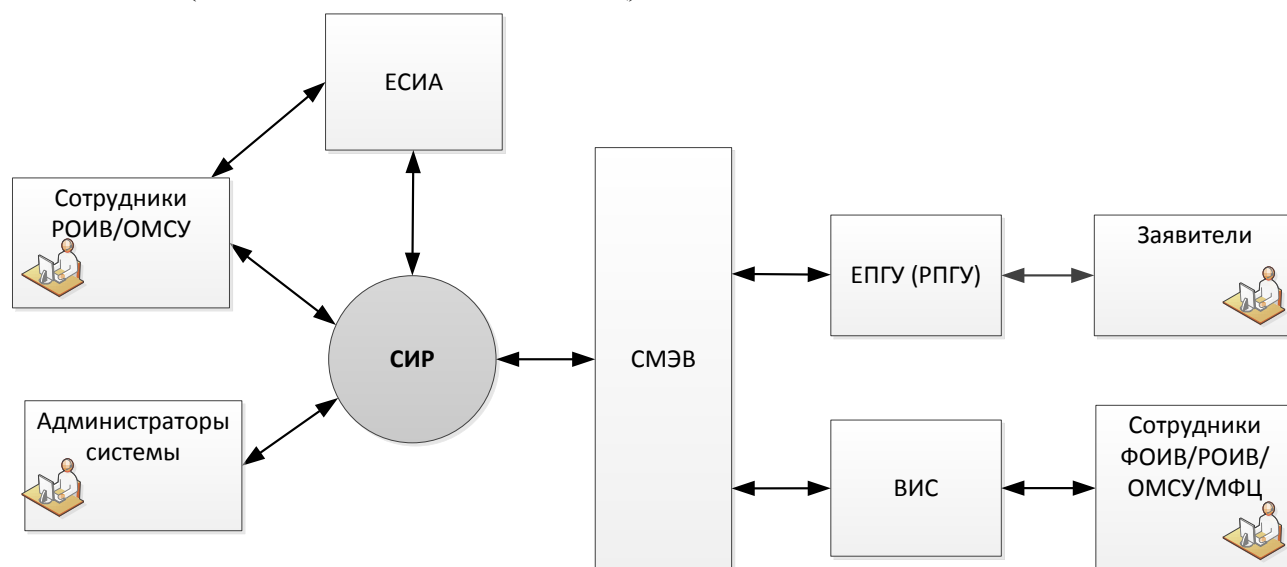 ЕСИА
Сотрудники
РОИВ/ОМСУ
Заявители
ЕПГУ (РПГУ)
СИР
СМЭВ
Администраторы
системы
Сотрудники
ФОИВ/РОИВ/
ОМСУ/МФЦ
ВИС